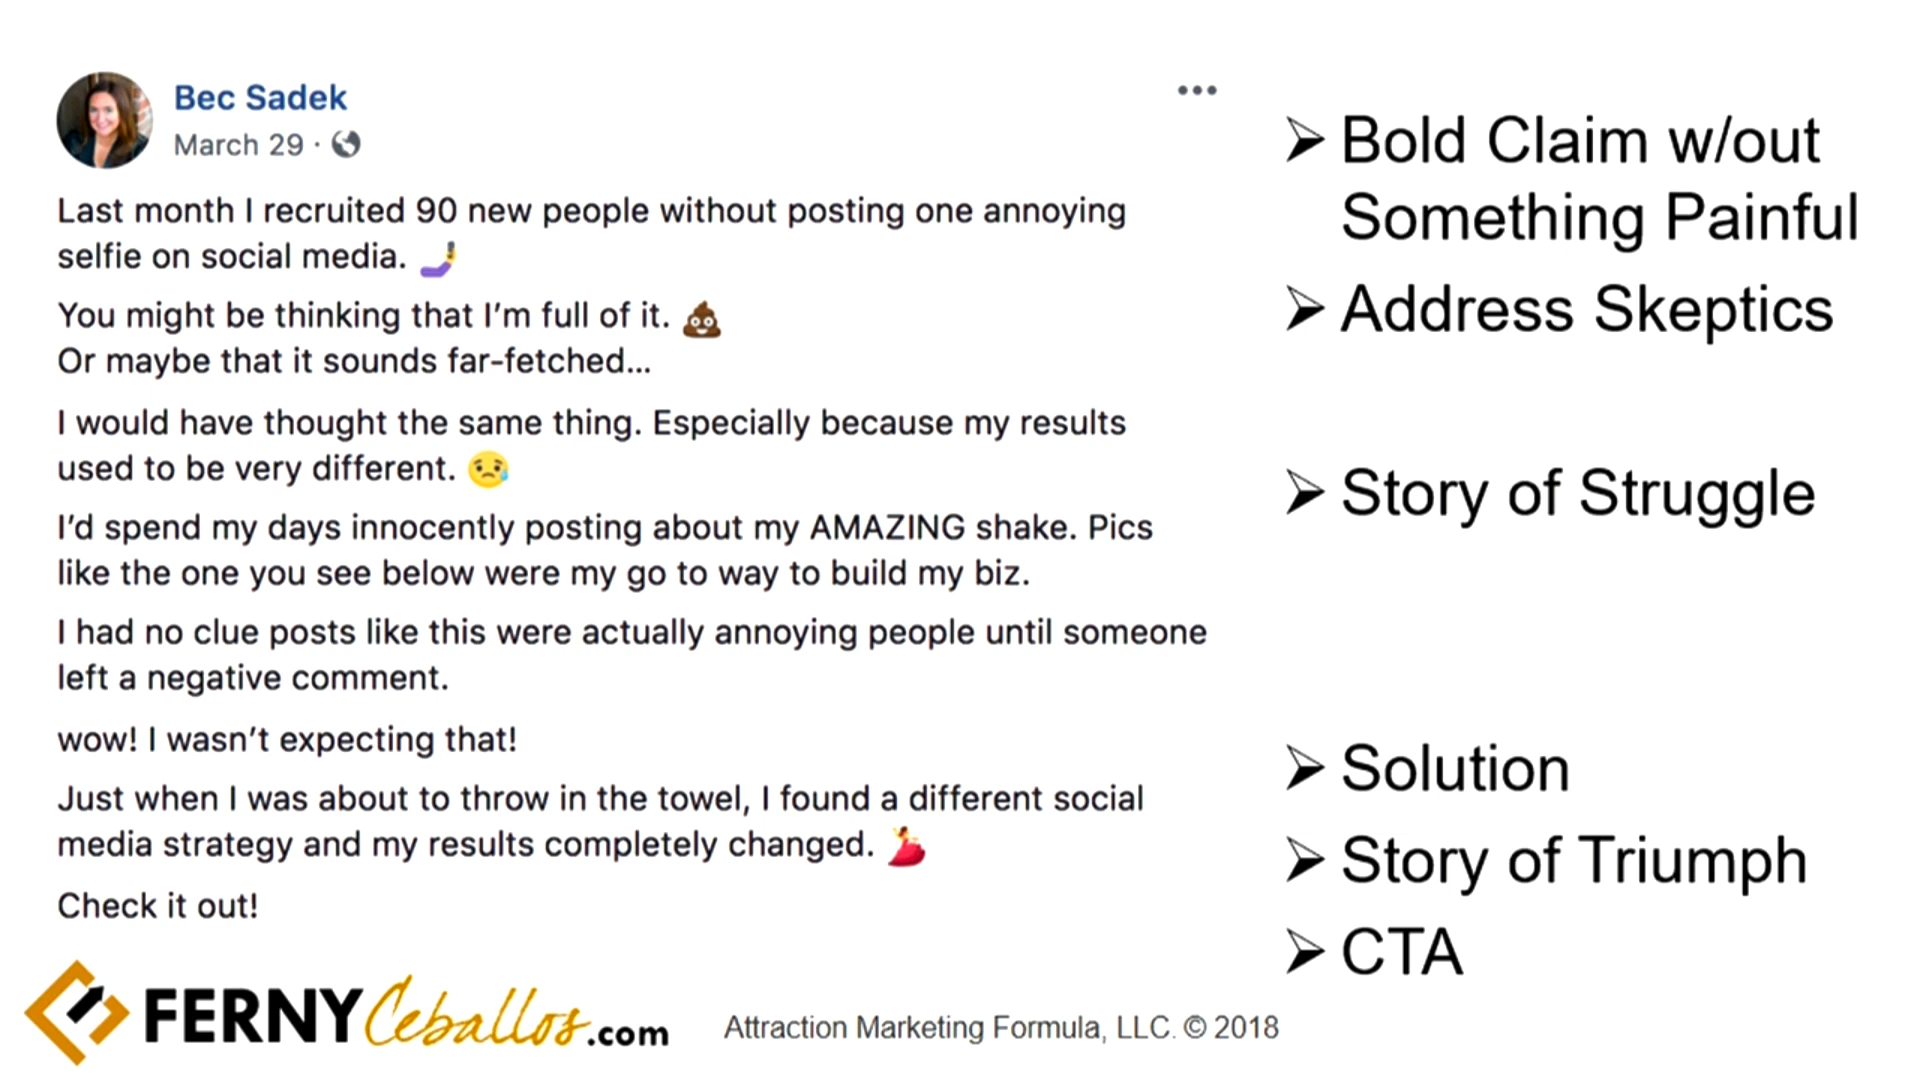 Bec Sadek
March 29 ·
Last month I recruited 90 new people without posting one annoying
selfie on social media. 🤳
You might be thinking that I'm full of it. 💩
Or maybe that it sounds far-fetched...
I would have thought the same thing. Especially because my results
used to be very different. 😢
I'd spend my days innocently posting about my AMAZING shake. Pics
like the one you see below were my go to way to build my biz.
I had no clue posts like this were actually annoying people until someone
left a negative comment.
wow! I wasn't expecting that!
Just when I was about to throw in the towel, I found a different social
media strategy and my results completely changed. 💃
Check it out!
➢ Bold Claim w/out
Something Painful
➢ Address Skeptics
➢ Story of Struggle
➢ Solution
➢ Story of Triumph
➢ CTA
FERNY Ceballos.com
Attraction Marketing Formula, LLC. © 2018